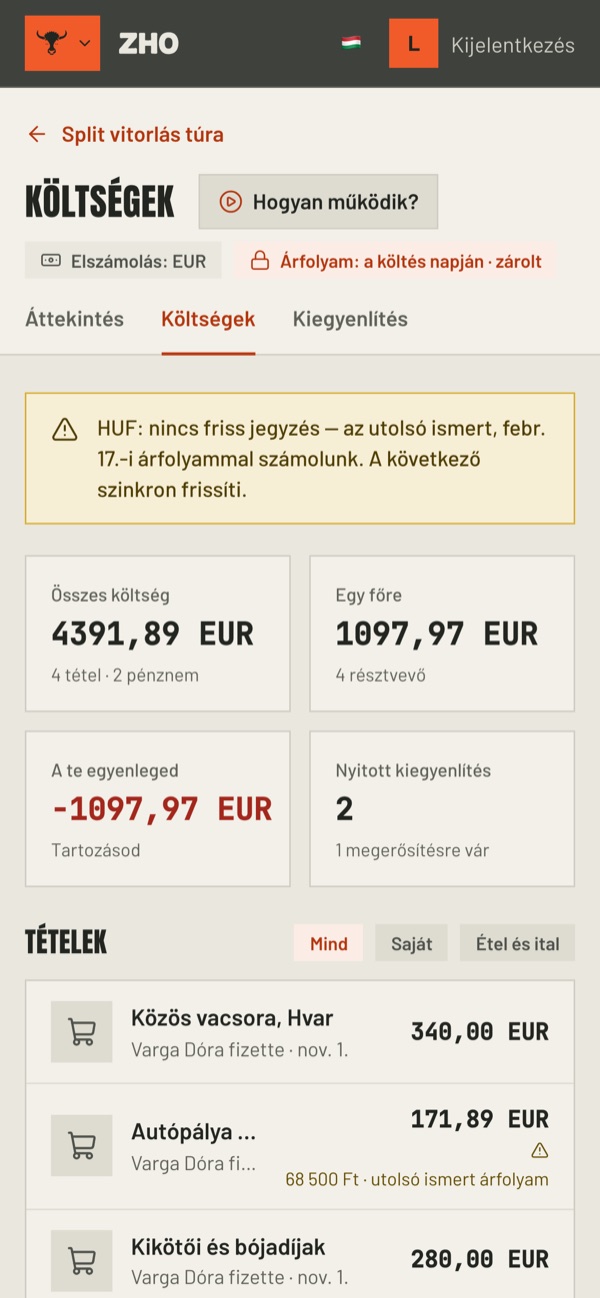 ZHO
L
Kijelentkezés
Split vitorlás túra
KÖLTSÉGEK
Hogyan működik?
Elszámolás: EUR
Árfolyam: a költés napján · zárolt
Áttekintés
Költségek
Kiegyenlítés
HUF: nincs friss jegyzés – az utolsó ismert, febr.
17.-i árfolyammal számolunk. A következő
szinkron frissíti.
Összes költség
4391,89 EUR
4 tétel · 2 pénznem
Egy főre
1097,97 EUR
4 résztvevő
A te egyenleged
-1097,97 EUR
Tartozásod
Nyitott kiegyenlítés
2
1 megerősítésre vár
TÉTELEK
Mind
Saját
Étel és ital
Közös vacsora, Hvar
Varga Dóra fizette · nov. 1.
340,00 EUR
Autópálya ...
Varga Dóra fi...
171,89 EUR
68 500 Ft · utolsó ismert árfolyam
Kikötői és bójadíjak
Varga Dóra fizette · nov. 1.
280,00 EUR